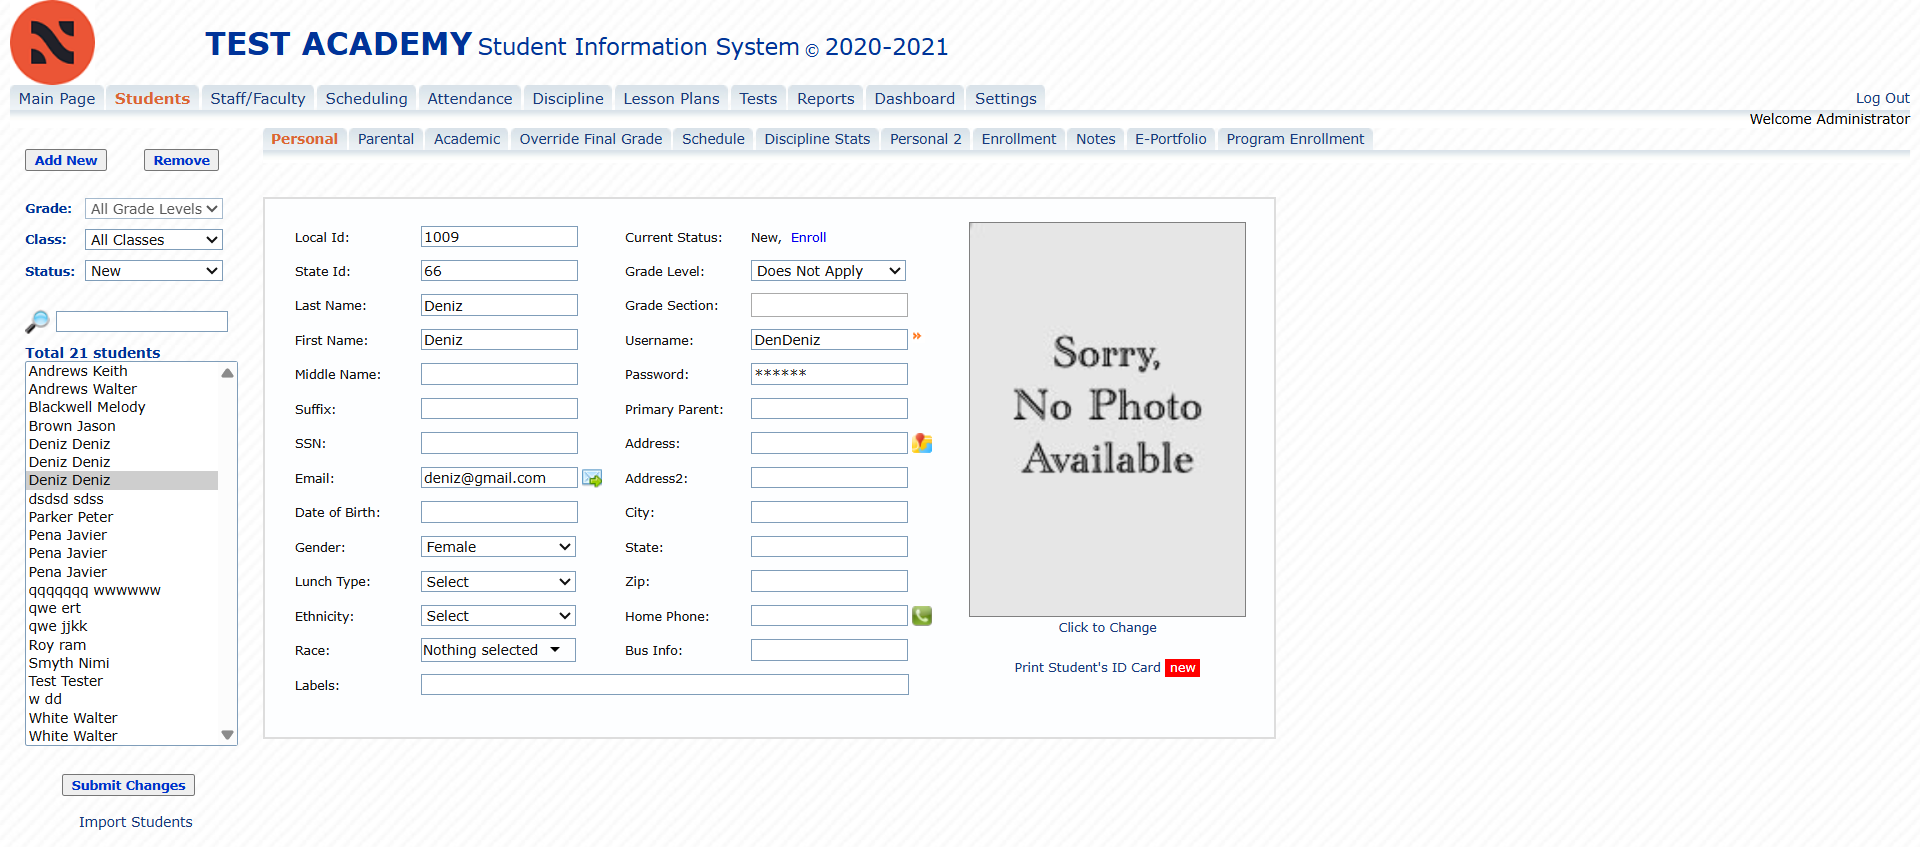 TEST ACADEMY Student Information System © 2020-2021
Main Page Students Staff/Faculty Scheduling Attendance Discipline Lesson Plans Tests Reports Dashboard Settings Log Out
Welcome Administrator
Personal Parental Academic Override Final Grade Schedule Discipline Stats Personal 2 Enrollment Notes E-Portfolio Program Enrollment
Add New Remove
Grade: All Grade Levels
Class: All Classes
Status: New
Total 21 students
Andrews Keith
Andrews Walter
Blackwell Melody
Brown Jason
Deniz Deniz
Deniz Deniz
Deniz Deniz
dsdsd sdss
Parker Peter
Pena Javier
Pena Javier
Pena Javier
qqqqqqq wwwwww
qwe ert
qwe jjkk
Roy ram
Smyth Nimi
Test Tester
w dd
White Walter
White Walter
Submit Changes
Import Students
Local Id: 1009
State Id: 66
Last Name: Deniz
First Name: Deniz
Middle Name:
Suffix:
SSN:
Email: deniz@gmail.com
Date of Birth:
Gender: Female
Lunch Type: Select
Ethnicity: Select
Race: Nothing selected
Labels:
Current Status: New, Enroll
Grade Level: Does Not Apply
Grade Section:
Username: DenDeniz »
Password: ******
Primary Parent:
Address:
Address2:
City:
State:
Zip:
Home Phone:
Bus Info:
Sorry,
No Photo
Available
Click to Change
Print Student's ID Card new